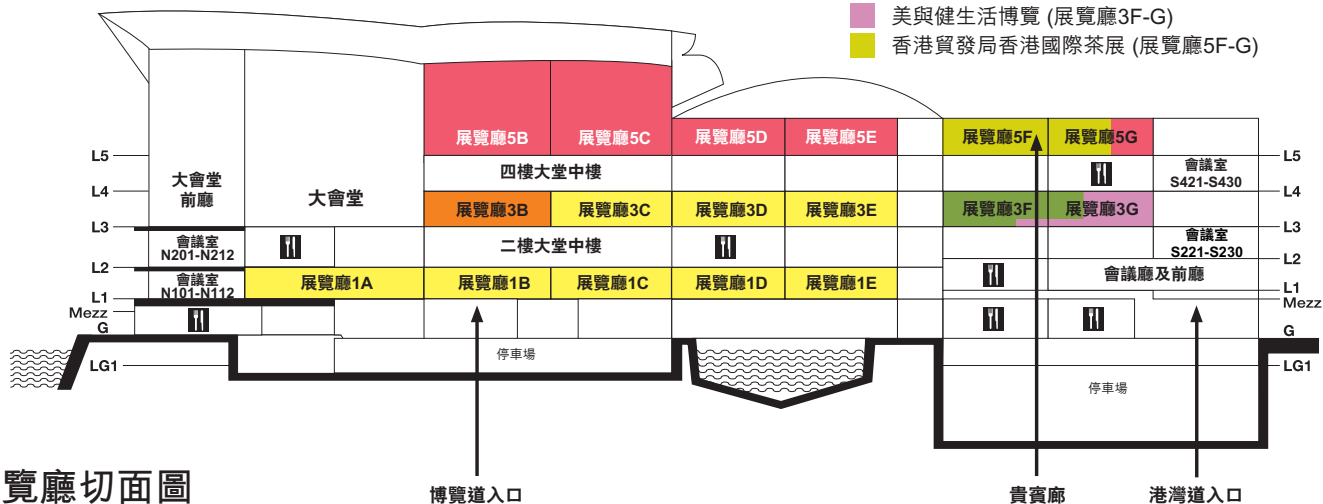 美與健生活博覽 (展覽廳3F-G)
香港貿發局香港國際茶展 (展覽廳5F-G)
展覽廳5B
展覽廳5C
展覽廳5D
展覽廳5E
展覽廳5F
展覽廳5G
L5
四樓大堂中樓
會議室
S421-S430
L5
大會堂
前廳
大會堂
L4
展覽廳3B
展覽廳3C
展覽廳3D
展覽廳3E
展覽廳3F
展覽廳3G
L4
L3
會議室
N201-N212
二樓大堂中樓
會議室
S221-S230
L3
L2
會議室
N101-N112
展覽廳1A
展覽廳1B
展覽廳1C
展覽廳1D
展覽廳1E
會議廳及前廳
L2
L1
L1
Mezz
Mezz
G
G
LG1
停車場
LG1
停車場
覽廳切面圖
博覽道入口
貴賓廊
港灣道入口